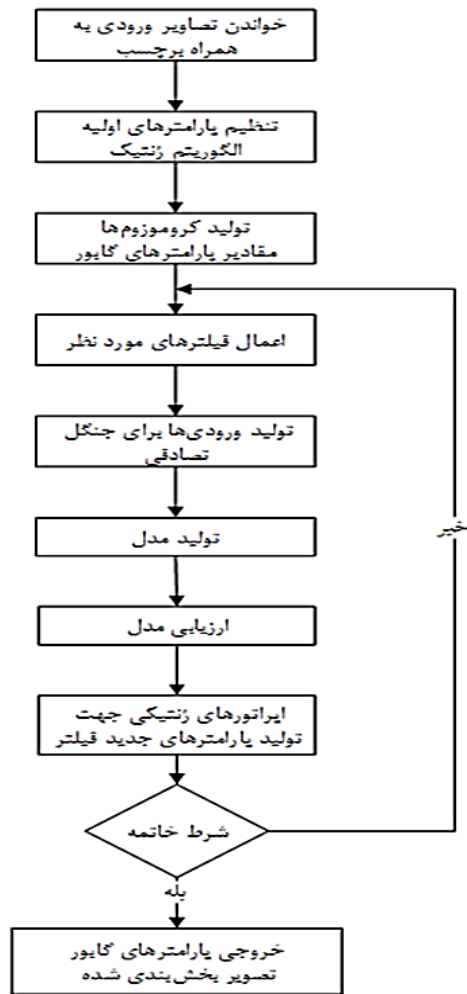 خواندن تصاویر ورودی به
همراه برچسب
تنظیم پارامترهای اولیه
الگوریتم ژنتیک
تولید کروموزوم‌ها
مقادیر پارامترهای گابور
اعمال فیلترهای مورد نظر
تولید ورودی‌ها برای جنگل
تصادفی
تولید مدل
ارزیابی مدل
اپراتورهای ژنتیکی جهت
تولید پارامترهای جدید فیلتر
شرط خاتمه
خیر
بله
خروجی پارامترهای گابور
تصویر بخش‌بندی شده